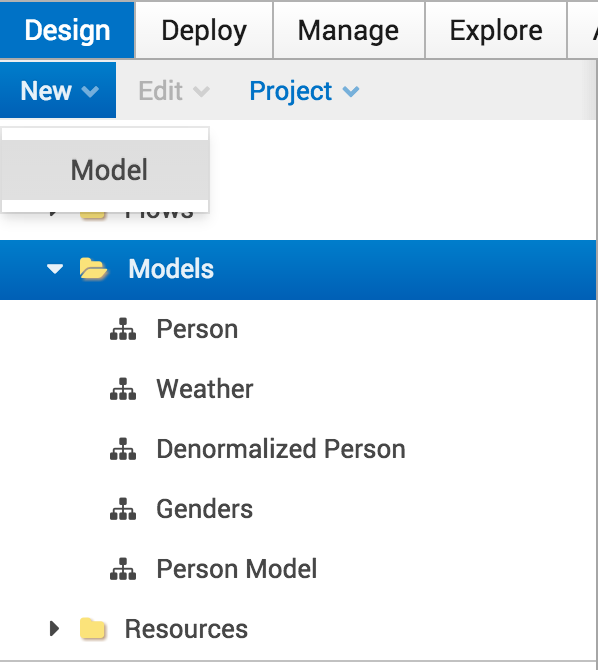 Design Deploy Manage Explore
New Edit Project
Model
Flows
Models
Person
Weather
Denormalized Person
Genders
Person Model
Resources